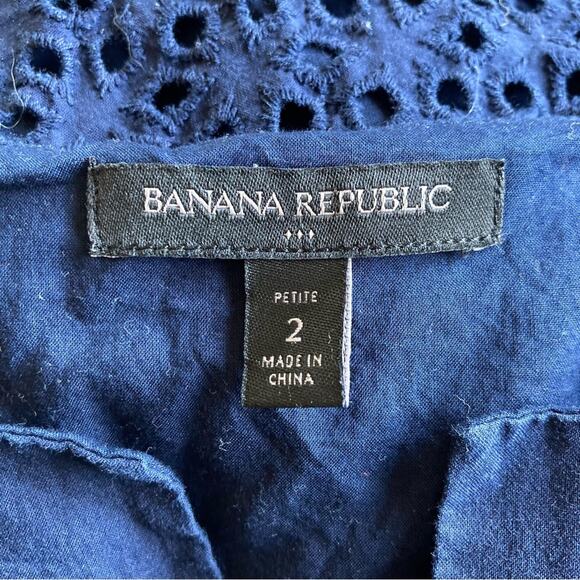 BANANA REPUBLIC
PETITE
2
MADE IN
CHINA